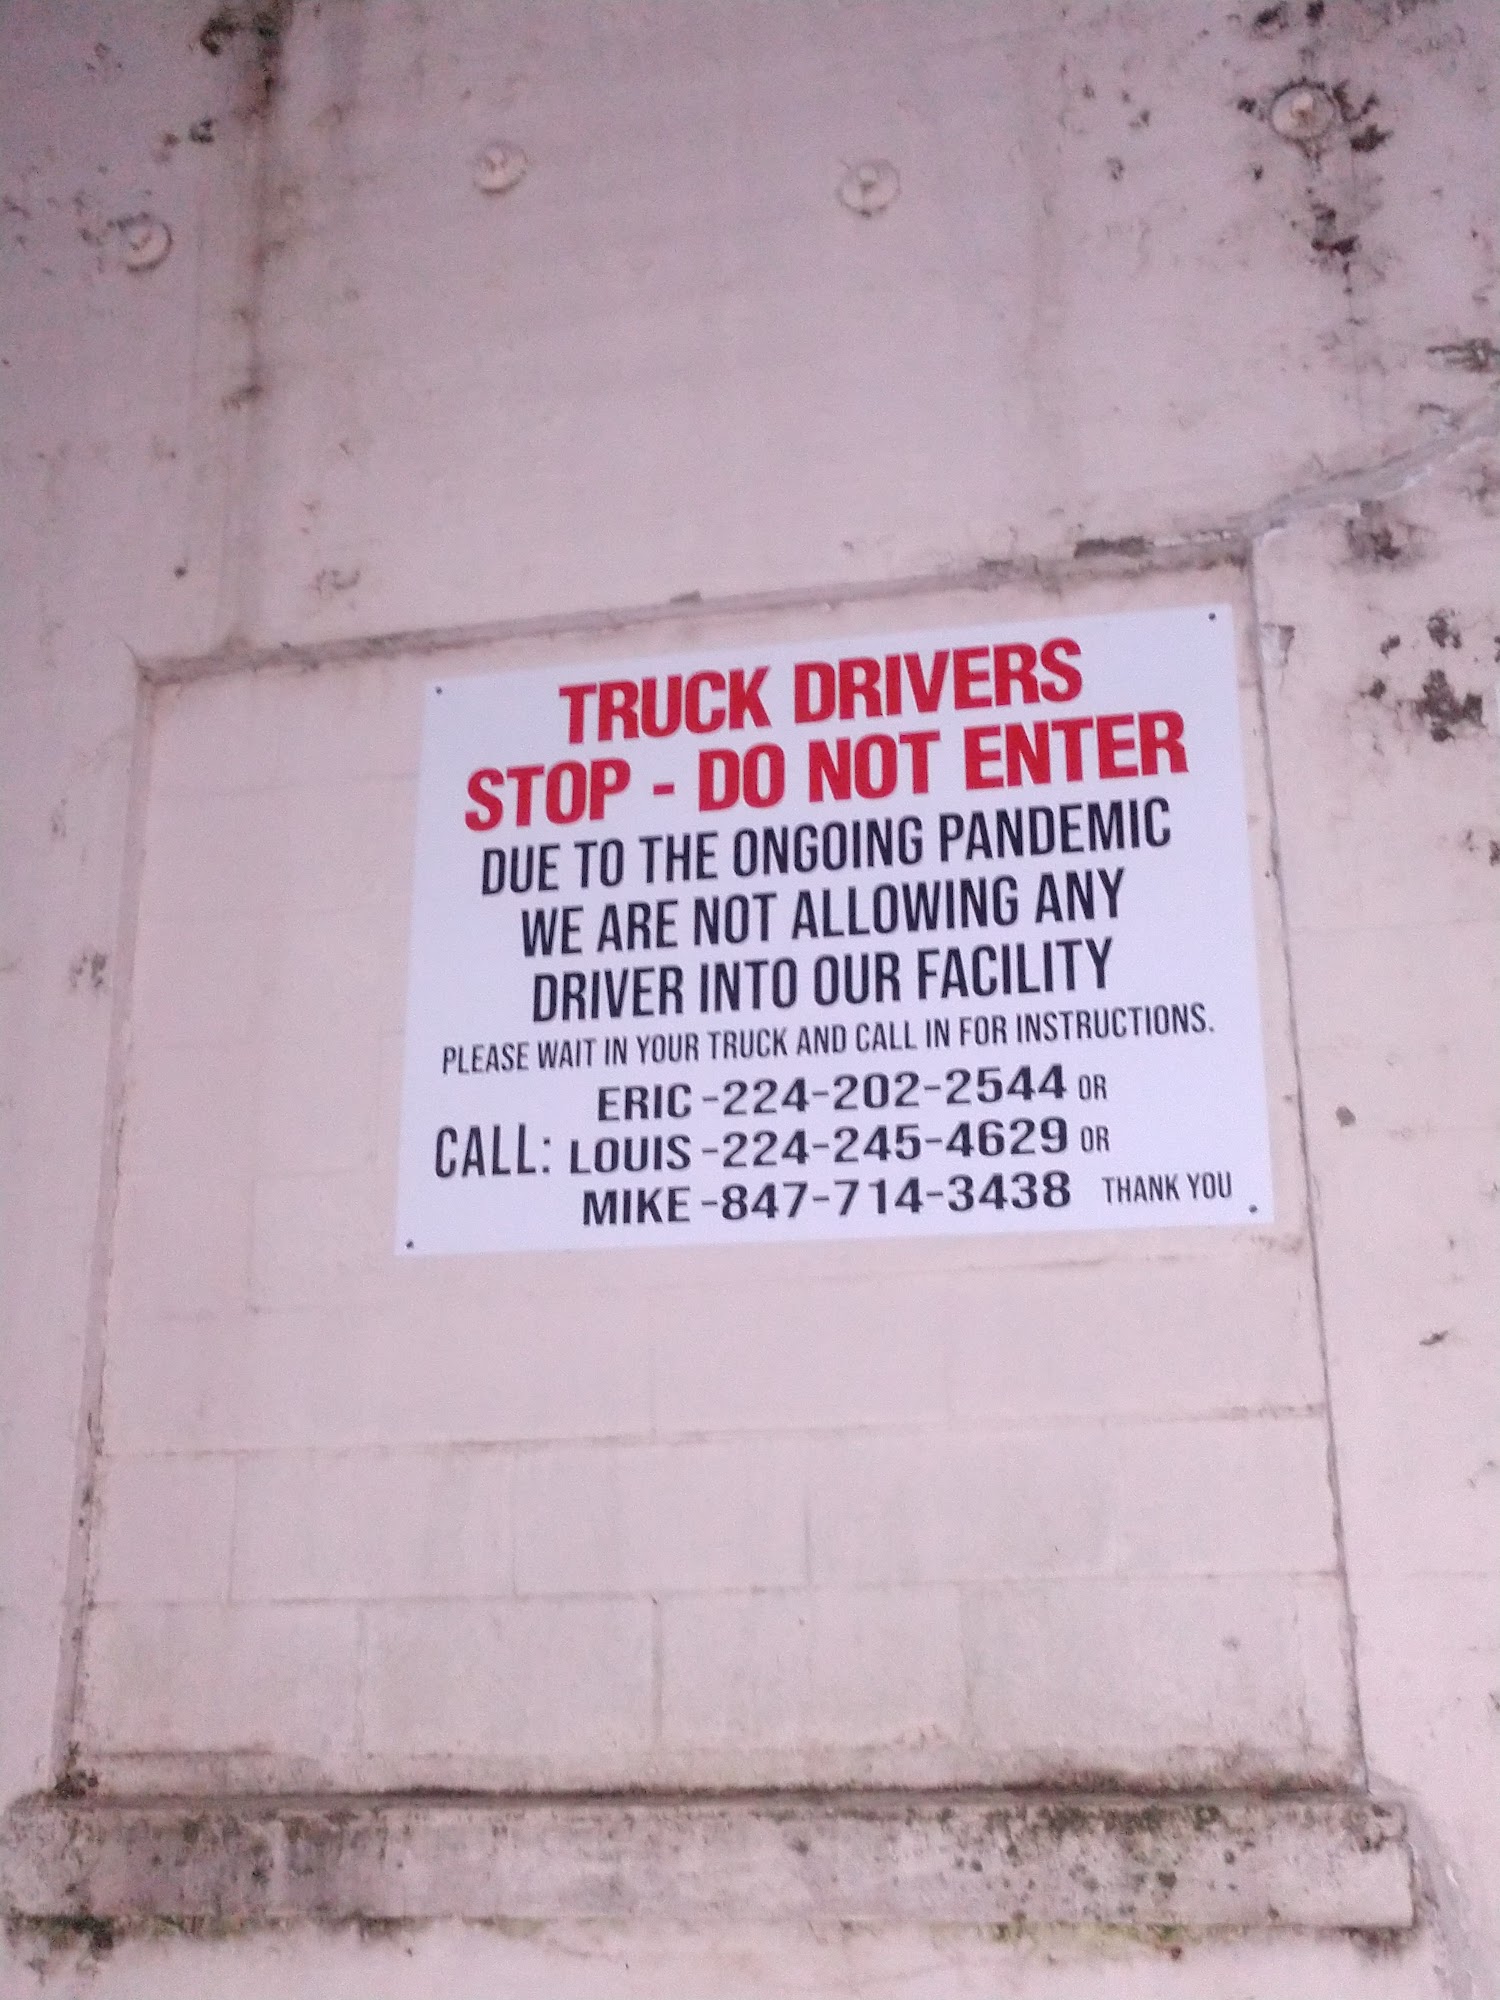 TRUCK DRIVERS
STOP - DO NOT ENTER
DUE TO THE ONGOING PANDEMIC
WE ARE NOT ALLOWING ANY
DRIVER INTO OUR FACILITY
PLEASE WAIT IN YOUR TRUCK AND CALL IN FOR INSTRUCTIONS.
ERIC -224-202-2544 OR
CALL: LOUIS -224-245-4629 OR
MIKE -847-714-3438 THANK YOU